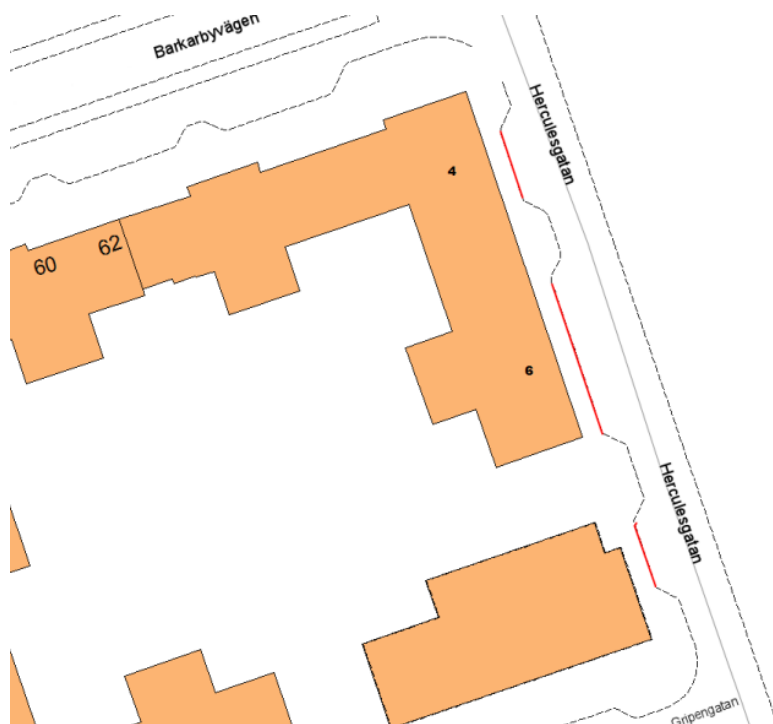 Barkarbyvägen
Herculesgatan
4
62
60
6
Herculesgatan
Gripengatan